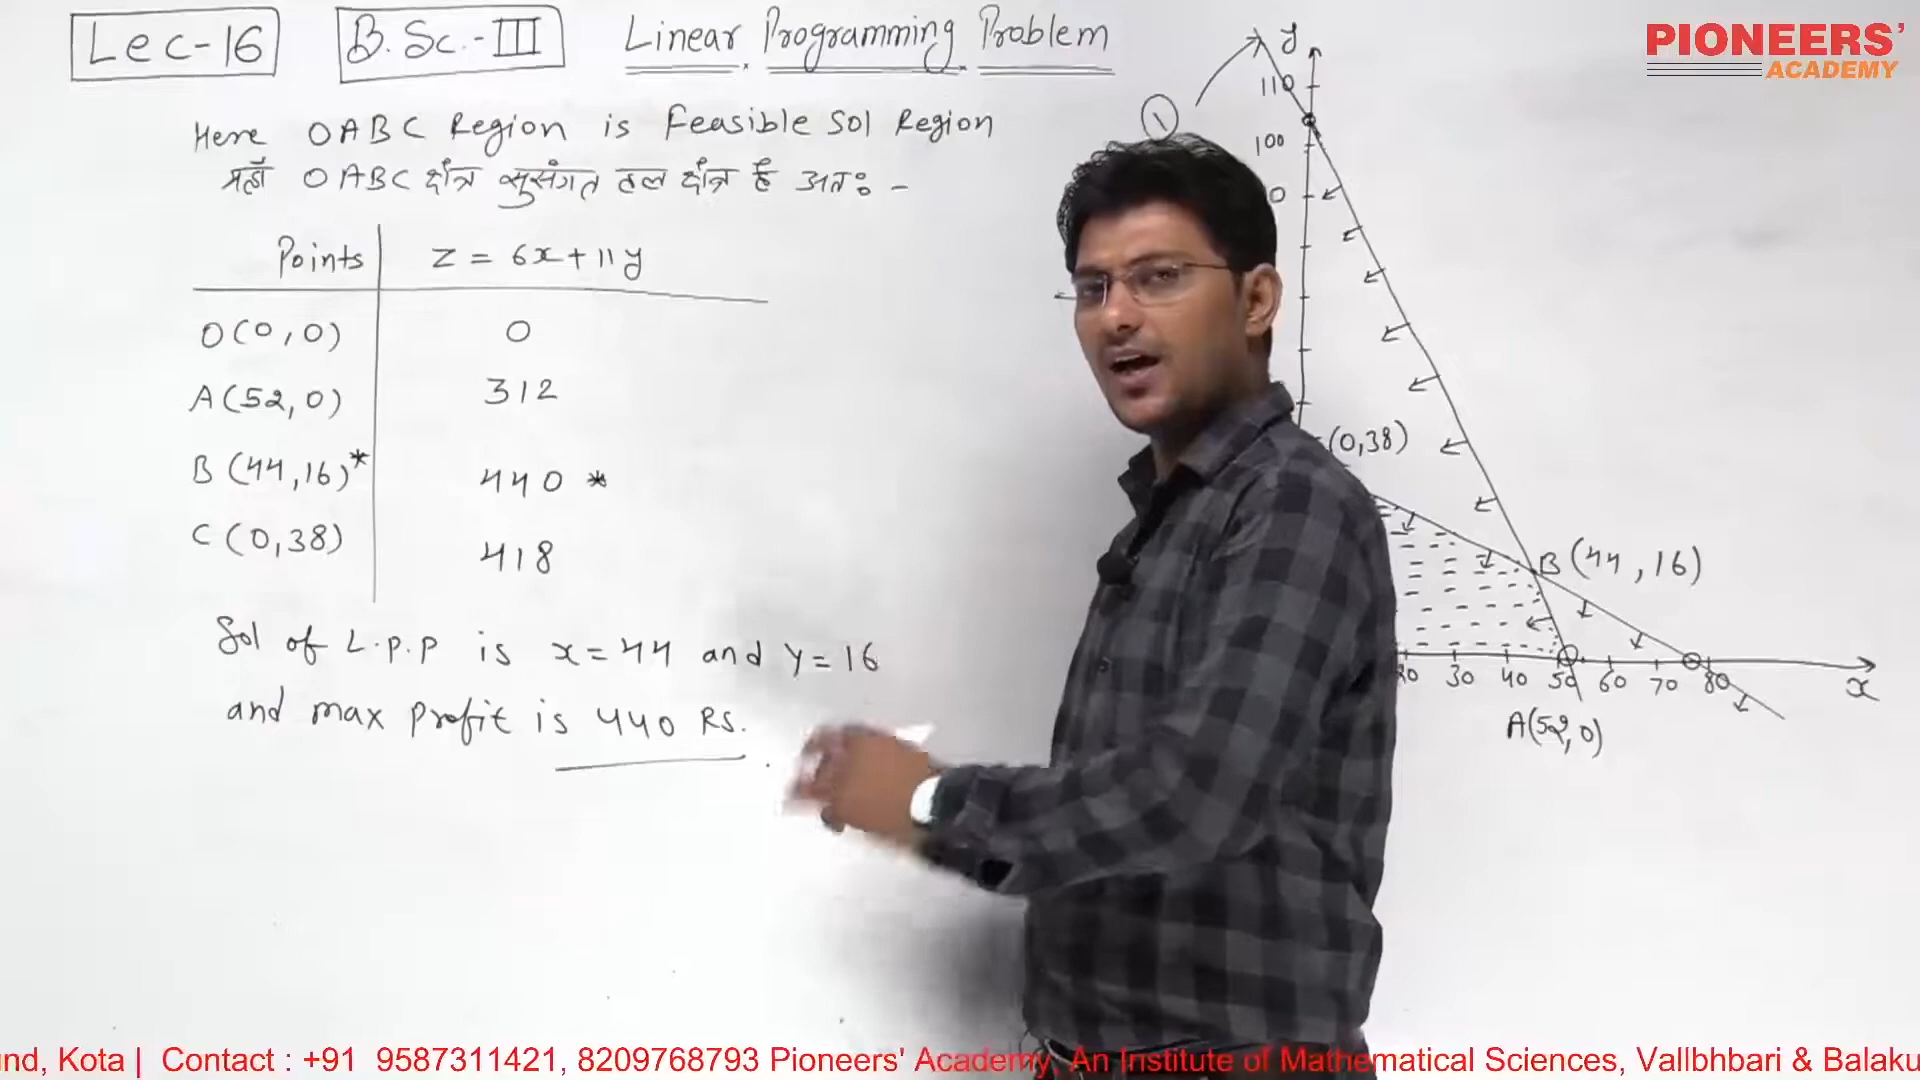 Lec-16 B.Sc.-III Linear Programming Problem
PIONEERS' ACADEMY
Here OABC Region is Feasible Sol Region
यहाँ OABC क्षेत्र सुसंगत हल क्षेत्र है अतः -
Points Z = 6x + 11y
O(0,0) 0
A(52,0) 312
B(44,16)* 440 *
C(0,38) 418
Sol of L.P.P is x=44 and y=16
and max profit is 440 RS.
1
y
110
100
(0,38)
B(44,16)
30 40 50 60 70 80 x
A(52,0)
Kota | Contact : +91 9587311421, 8209768793 Pioneers' Academy, An Institute of Mathematical Sciences, Vallbhbari &